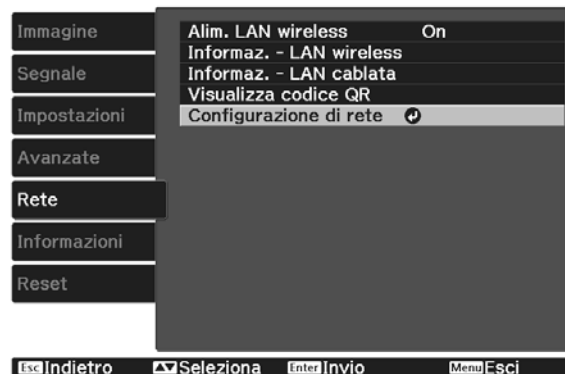 Immagine
Segnale
Impostazioni
Avanzate
Rete
Informazioni
Reset
Alim. LAN wireless On
Informaz. - LAN wireless
Informaz. - LAN cablata
Visualizza codice QR
Configurazione di rete
Esc Indietro Seleziona Enter Invio Menu Esci